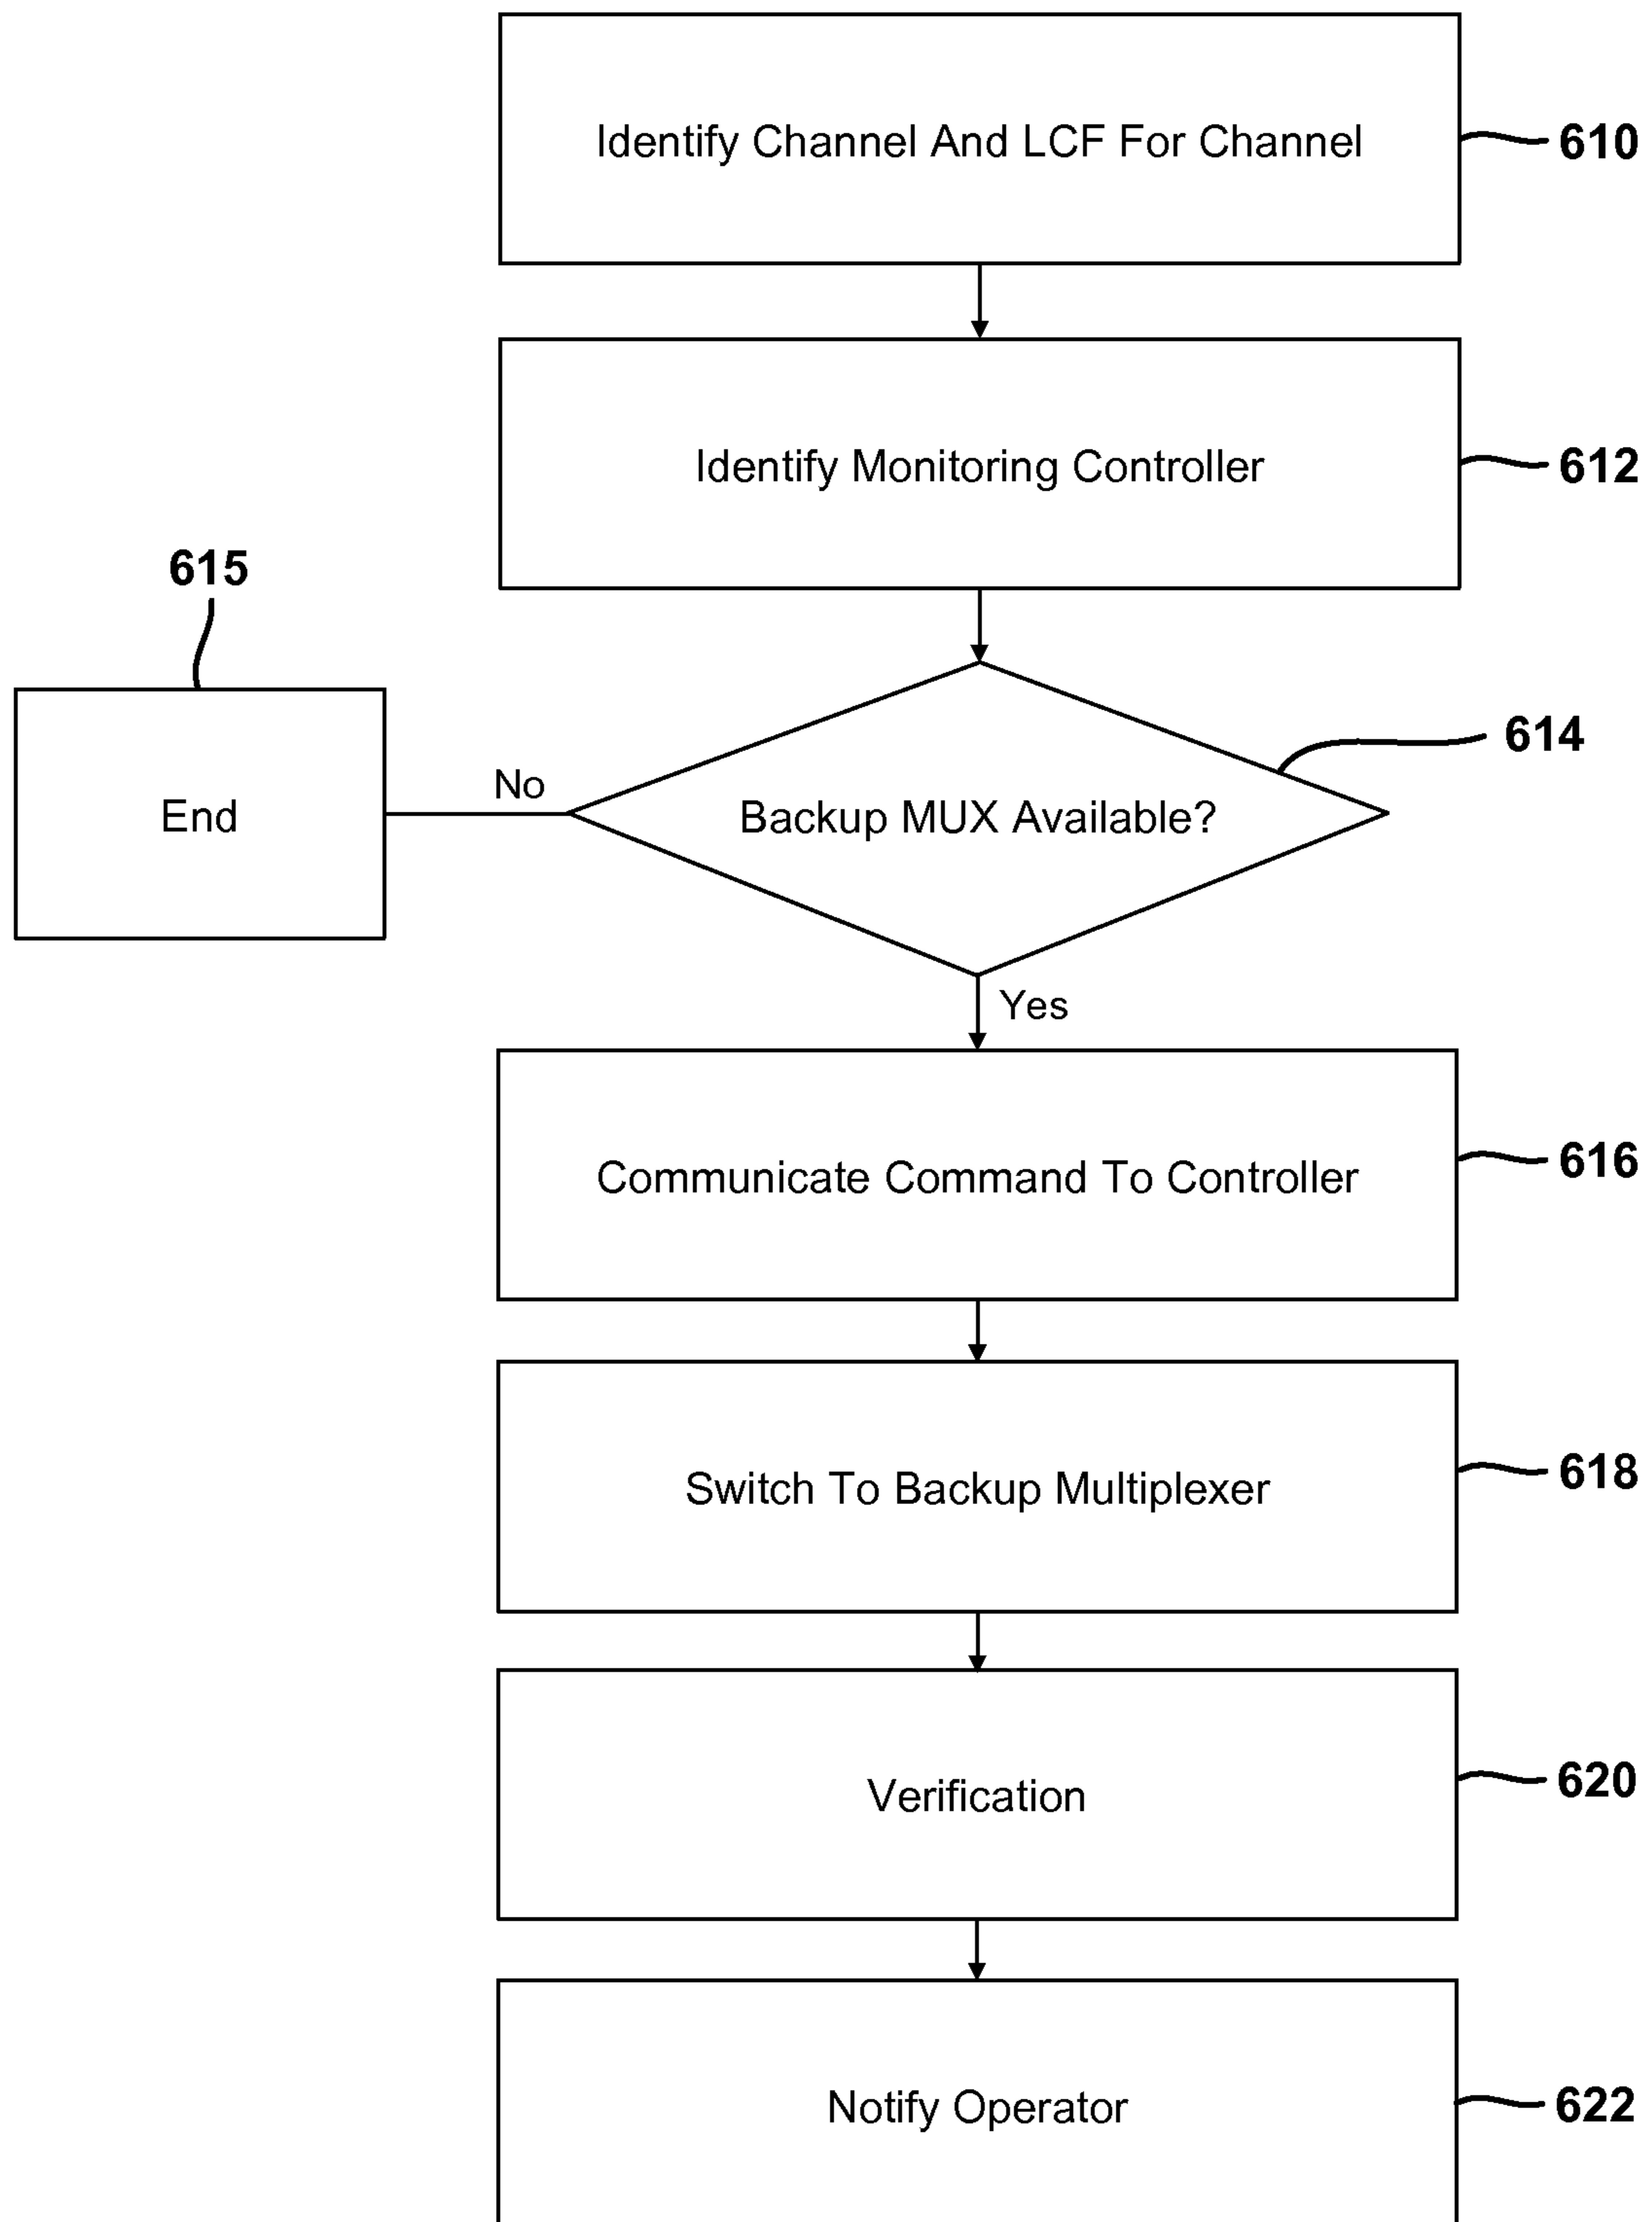 Identify Channel And LCF For Channel
610
Identify Monitoring Controller
612
615
614
End
No
Backup MUX Available?
Yes
Communicate Command To Controller
616
Switch To Backup Multiplexer
618
Verification
620
Notify Operator
622